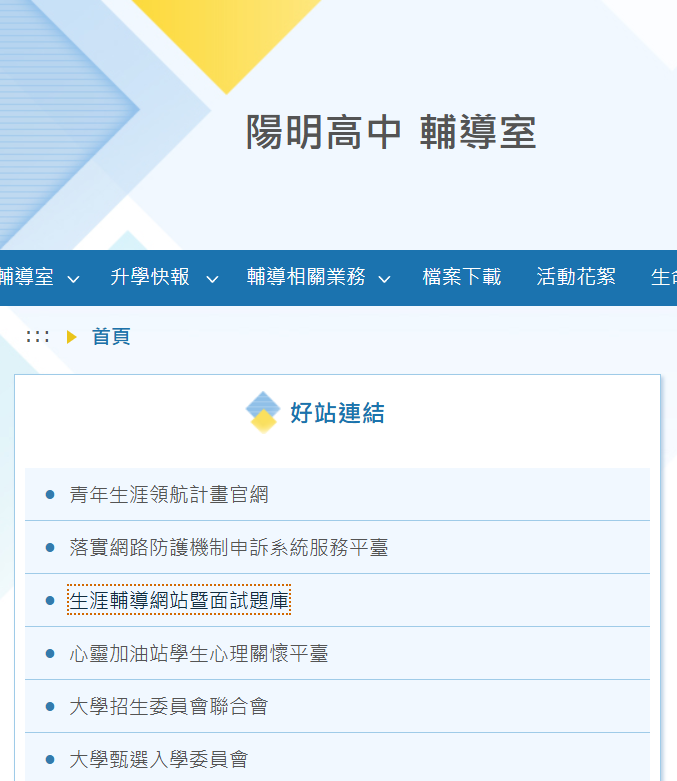 陽明高中 輔導室
輔導室 升學快報 輔導相關業務 檔案下載 活動花絮 生
::: 首頁
好站連結
青年生涯領航計畫官網
落實網路防護機制申訴系統服務平臺
生涯輔導網站暨面試題庫
心靈加油站學生心理關懷平臺
大學招生委員會聯合會
大學甄選入學委員會